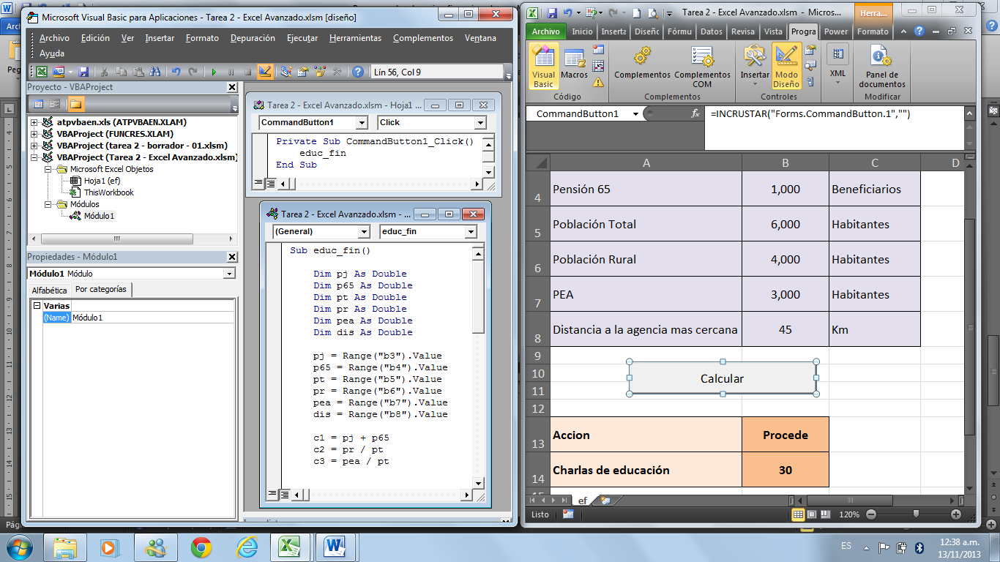 Microsoft Visual Basic para Aplicaciones - Tarea 2 - Excel Avanzado.xlsm [diseño]
Archivo Edición Ver Insertar Formato Depuración Ejecutar Herramientas Complementos Ventana
Ayuda
Lín 56, Col 9
Proyecto - VBAProject
atpvbaen.xls (ATPVBAEN.XLAM)
VBAProject (FUNCRES.XLAM)
VBAProject (tarea 2 - borrador - 01.xlsm)
VBAProject (Tarea 2 - Excel Avanzado.xlsm)
Microsoft Excel Objetos
Hoja1 (ef)
ThisWorkbook
Módulos
Módulo1
Propiedades - Módulo1
Módulo1 Módulo
Alfabética Por categorías
Varias
(Name) Módulo1
Tarea 2 - Excel Avanzado.xlsm - Hoja1 ...
CommandButton1 Click
Private Sub CommandButton1_Click()
educ_fin
End Sub
Tarea 2 - Excel Avanzado.xlsm - ...
(General) educ_fin
Sub educ_fin()
Dim pj As Double
Dim p65 As Double
Dim pt As Double
Dim pr As Double
Dim pea As Double
Dim dis As Double
pj = Range("b3").Value
p65 = Range("b4").Value
pt = Range("b5").Value
pr = Range("b6").Value
pea = Range("b7").Value
dis = Range("b8").Value
c1 = pj + p65
c2 = pr / pt
c3 = pea / pt
Tarea 2 - Excel Avanzado.xlsm - Micros... Herra...
Archivo Inicio Inserta Diseño Fórmu Datos Revisa Vista Progra Power Formato
Visual Basic
Macros
Complementos
Complementos COM
Insertar
Modo Diseño
XML
Panel de documentos
Código Complementos Controles Modificar
CommandButton1 fx =INCRUSTAR("Forms.CommandButton.1","")
A B C D
4 Pensión 65 1,000 Beneficiarios
5 Población Total 6,000 Habitantes
6 Población Rural 4,000 Habitantes
7 PEA 3,000 Habitantes
8 Distancia a la agencia mas cercana 45 Km
9
10 Calcular
11
12
13 Accion Procede
14 Charlas de educación 30
ef
Listo 120%
ES 12:38 a.m.
13/11/2013